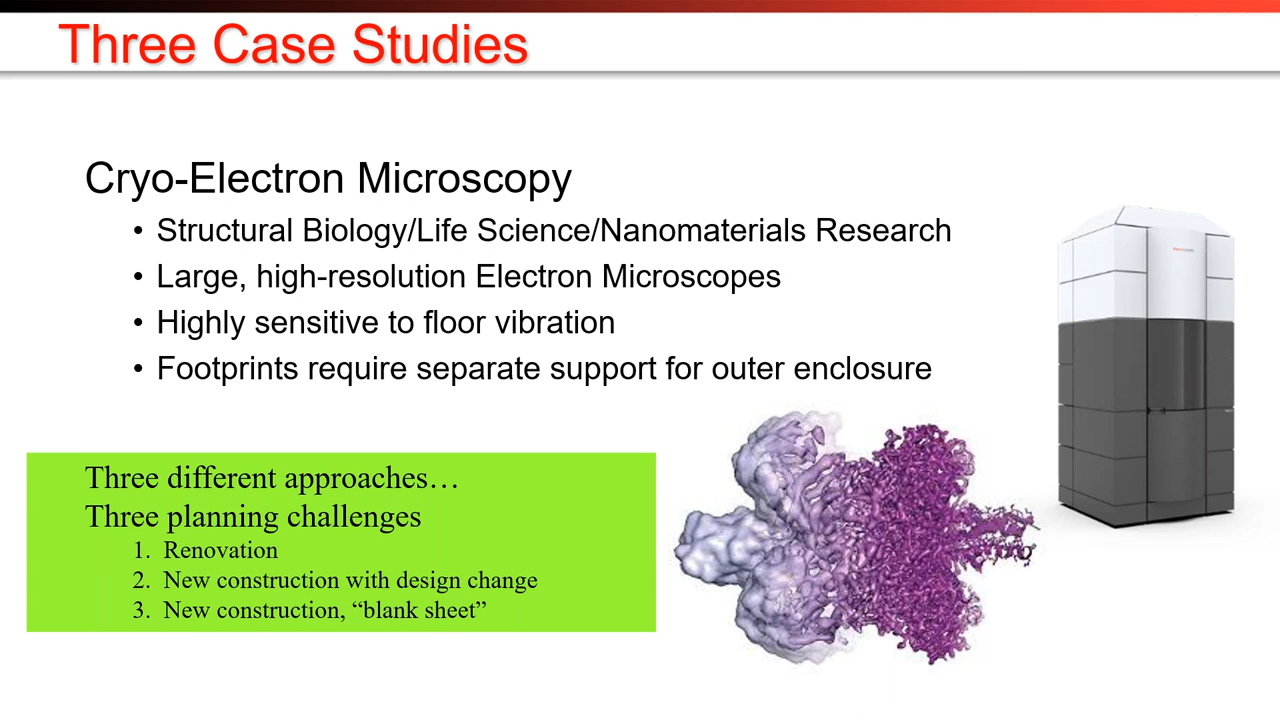 Three Case Studies
Cryo-Electron Microscopy
• Structural Biology/Life Science/Nanomaterials Research
• Large, high-resolution Electron Microscopes
• Highly sensitive to floor vibration
• Footprints require separate support for outer enclosure
Three different approaches…
Three planning challenges
1. Renovation
2. New construction with design change
3. New construction, “blank sheet”